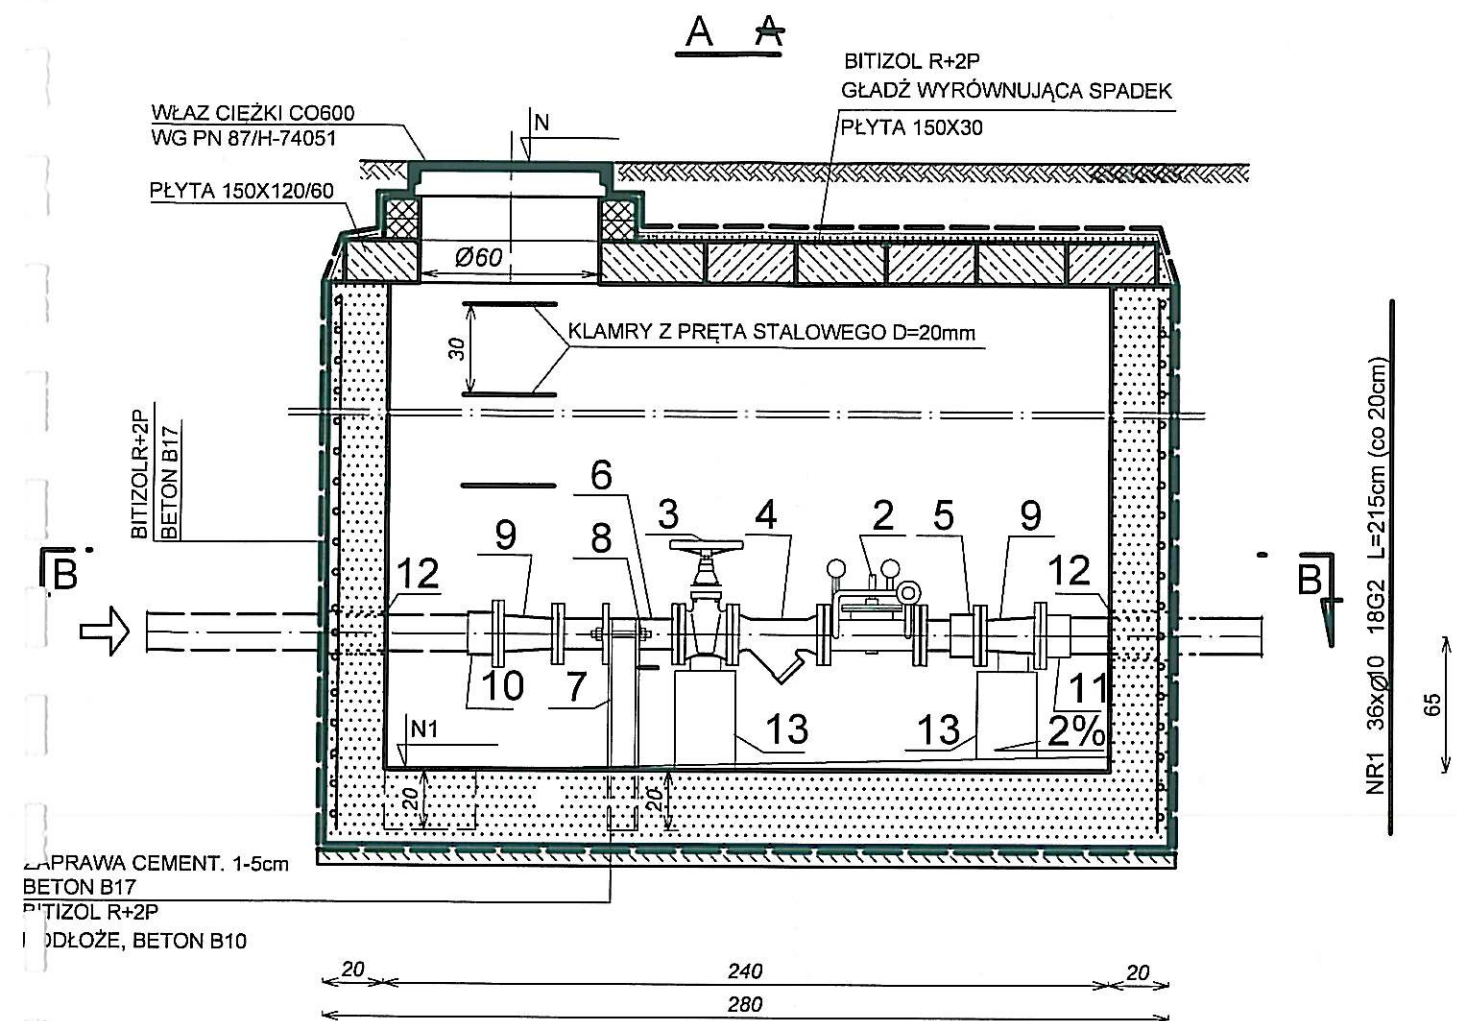 A A
BITIZOL R+2P
GŁADŹ WYRÓWNUJĄCA SPADEK
PŁYTA 150X30
WŁAZ CIĘŻKI CO600
WG PN 87/H-74051
N
PŁYTA 150X120/60
Ø60
KLAMRY Z PRĘTA STALOWEGO D=20mm
30
BITIZOLR+2P
BETON B17
6
3
4
2
5
9
9
8
12
12
B
B
10
7
13
13
11
2%
N1
20
20
NR1 36xØ10 18G2 L=215cm (co 20cm)
65
CEMENT. 1-5cm
BETON B17
R+2P
BETON B10
20
240
20
280